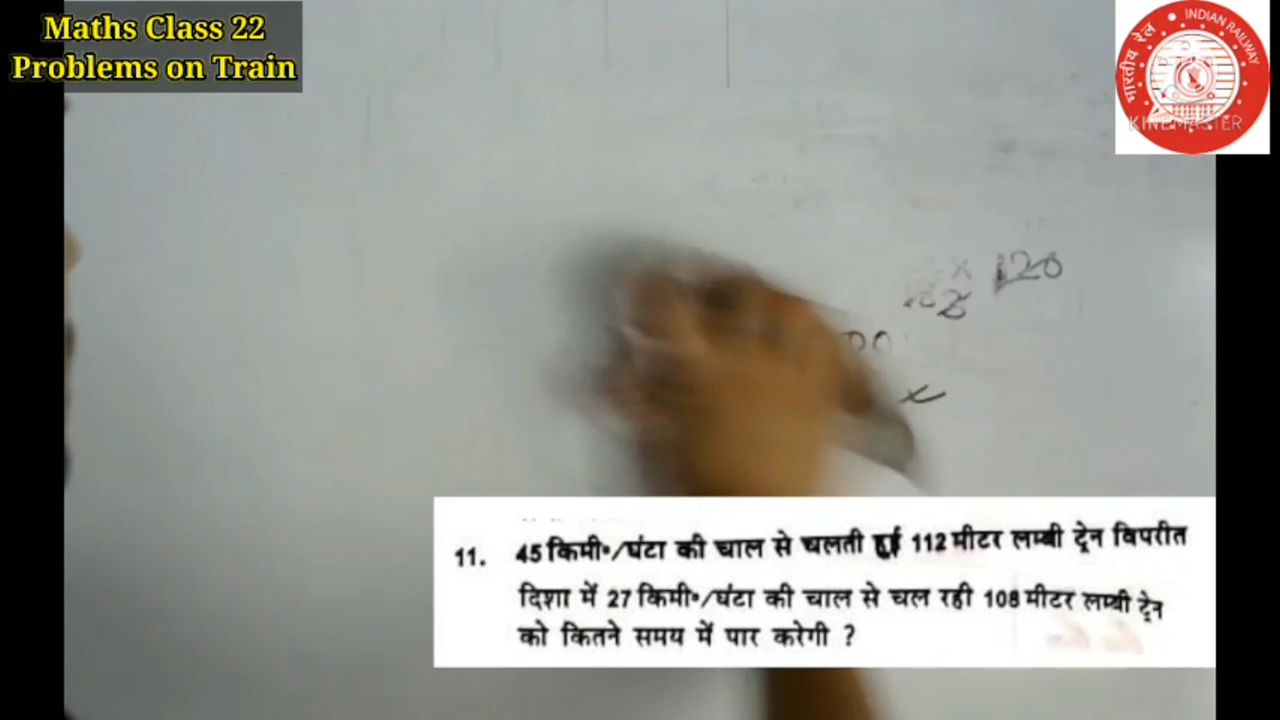 Maths Class 22
Problems on Train
भारतीय रेल
INDIAN RAILWAY
KINEMASTER
120
11. 45 किमी॰/घंटा की चाल से चलती हुई 112 मीटर लम्बी ट्रेन विपरीत
दिशा में 27 किमी॰/घंटा की चाल से चल रही 108 मीटर लम्बी ट्रेन
को कितने समय में पार करेगी ?